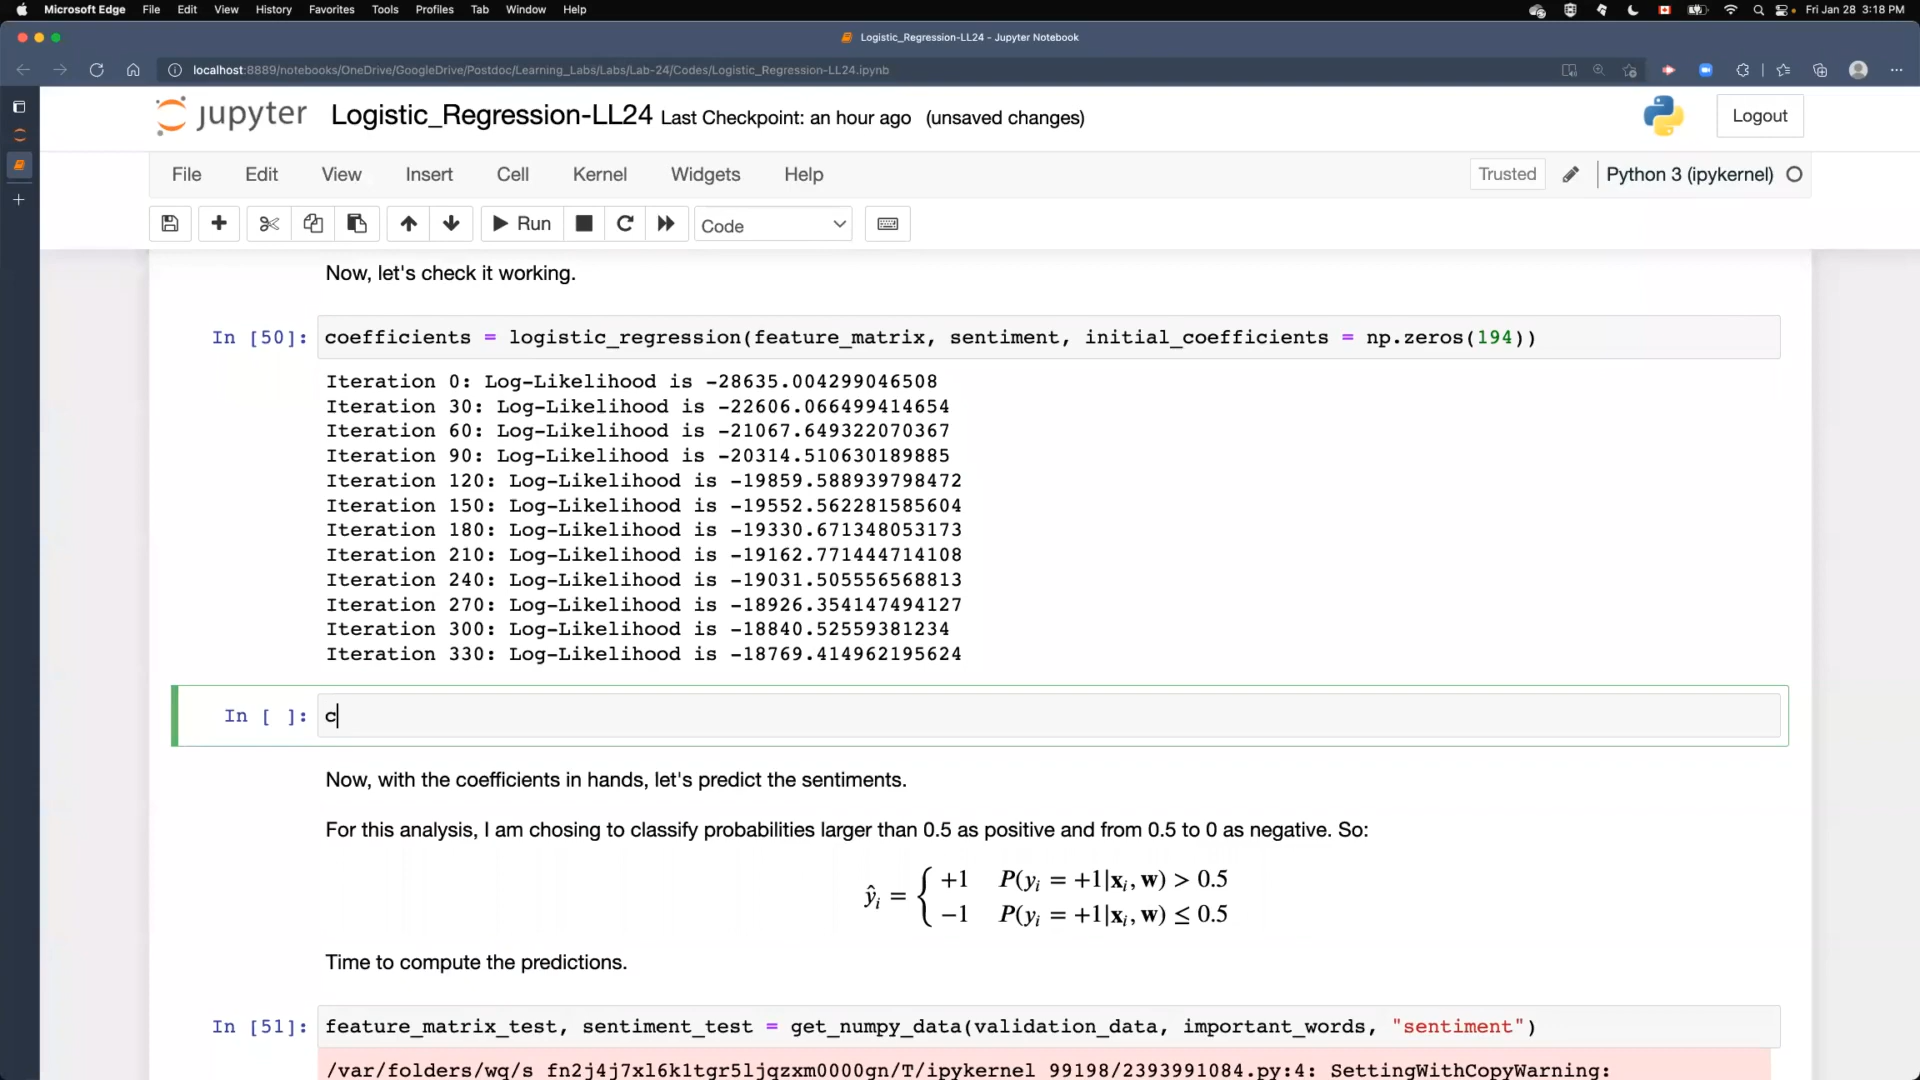 Microsoft Edge File Edit View History Favorites Tools Profiles Tab Window Help Fri Jan 28 3:18 PM
Logistic_Regression-LL24 - Jupyter Notebook
localhost:8889/notebooks/OneDrive/GoogleDrive/Postdoc/Learning_Labs/Labs/Lab-24/Codes/Logistic_Regression-LL24.ipynb
jupyter Logistic_Regression-LL24 Last Checkpoint: an hour ago (unsaved changes) Logout
File Edit View Insert Cell Kernel Widgets Help Trusted Python 3 (ipykernel)
Run Code
Now, let's check it working.
In [50]: coefficients = logistic_regression(feature_matrix, sentiment, initial_coefficients = np.zeros(194))
Iteration 0: Log-Likelihood is -28635.004299046508
Iteration 30: Log-Likelihood is -22606.066499414654
Iteration 60: Log-Likelihood is -21067.649322070367
Iteration 90: Log-Likelihood is -20314.510630189885
Iteration 120: Log-Likelihood is -19859.588939798472
Iteration 150: Log-Likelihood is -19552.562281585604
Iteration 180: Log-Likelihood is -19330.671348053173
Iteration 210: Log-Likelihood is -19162.771444714108
Iteration 240: Log-Likelihood is -19031.505556568813
Iteration 270: Log-Likelihood is -18926.354147494127
Iteration 300: Log-Likelihood is -18840.52559381234
Iteration 330: Log-Likelihood is -18769.414962195624
In [ ]: c
Now, with the coefficients in hands, let's predict the sentiments.
For this analysis, I am chosing to classify probabilities larger than 0.5 as positive and from 0.5 to 0 as negative. So:
ŷᵢ = { +1 P(yᵢ = +1|xᵢ, w) > 0.5
−1 P(yᵢ = +1|xᵢ, w) ≤ 0.5
Time to compute the predictions.
In [51]: feature_matrix_test, sentiment_test = get_numpy_data(validation_data, important_words, "sentiment")
/var/folders/wq/s_fn2j4j7xl6k1tgr5ljqzxm0000gn/T/ipykernel_99198/2393991084.py:4: SettingWithCopyWarning: